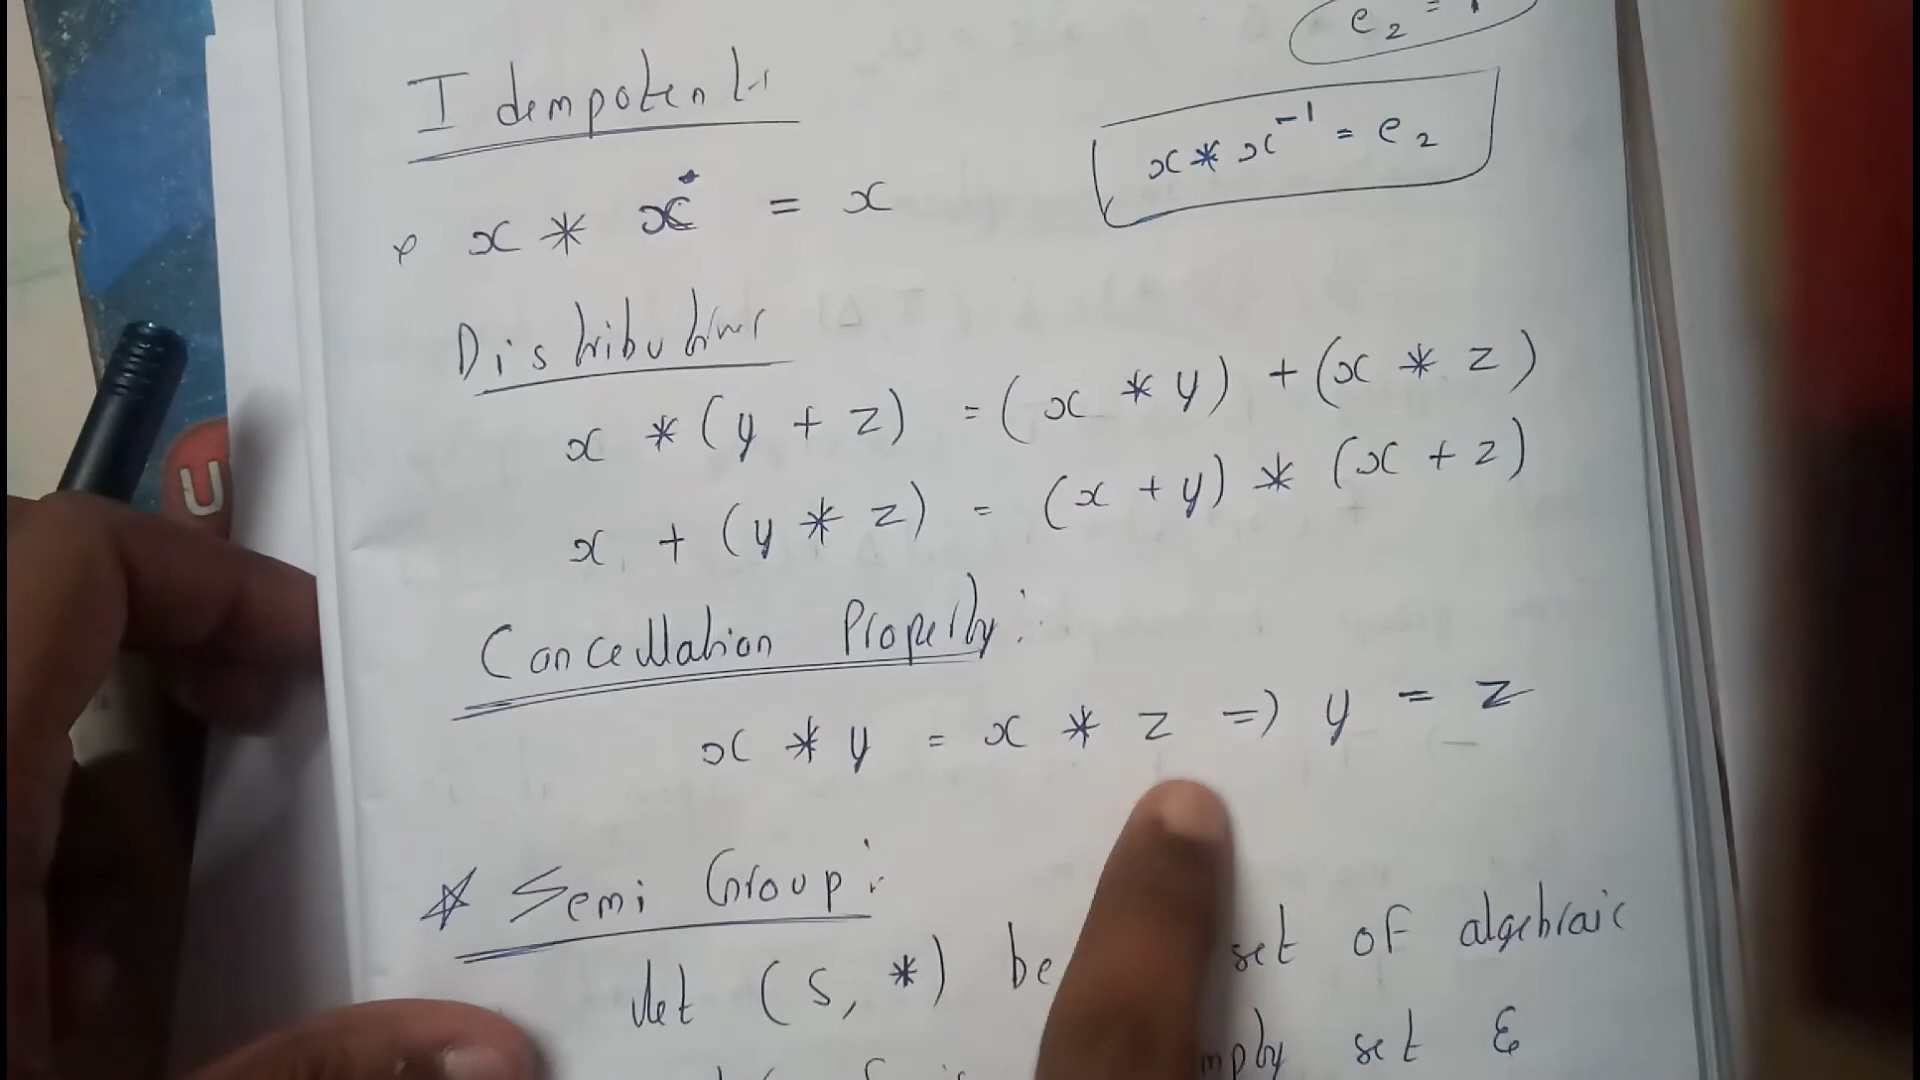 e₂ =
Idempotent
x * x⁻¹ = e₂
x * x = x
Distributive
x * (y + z) = (x * y) + (x * z)
x + (y * z) = (x + y) * (x + z)
Cancellation Property:
x * y = x * z => y = z
U
Semi Group:
Let (S, *) be set of algebraic
set &